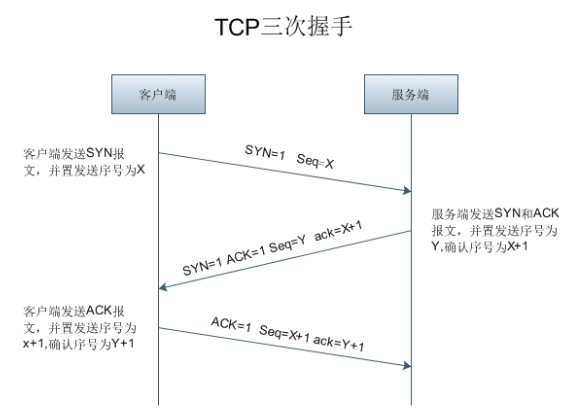 TCP三次握手
客户端
服务端
客户端发送SYN报
文，并置发送序号为X
SYN=1 Seq=X
服务端发送SYN和ACK
报文，并置发送序号为
Y,确认序号为X+1
SYN=1 ACK=1 Seq=Y ack=X+1
客户端发送ACK报
文，并置发送序号为
x+1,确认序号为Y+1
ACK=1 Seq=X+1 ack=Y+1